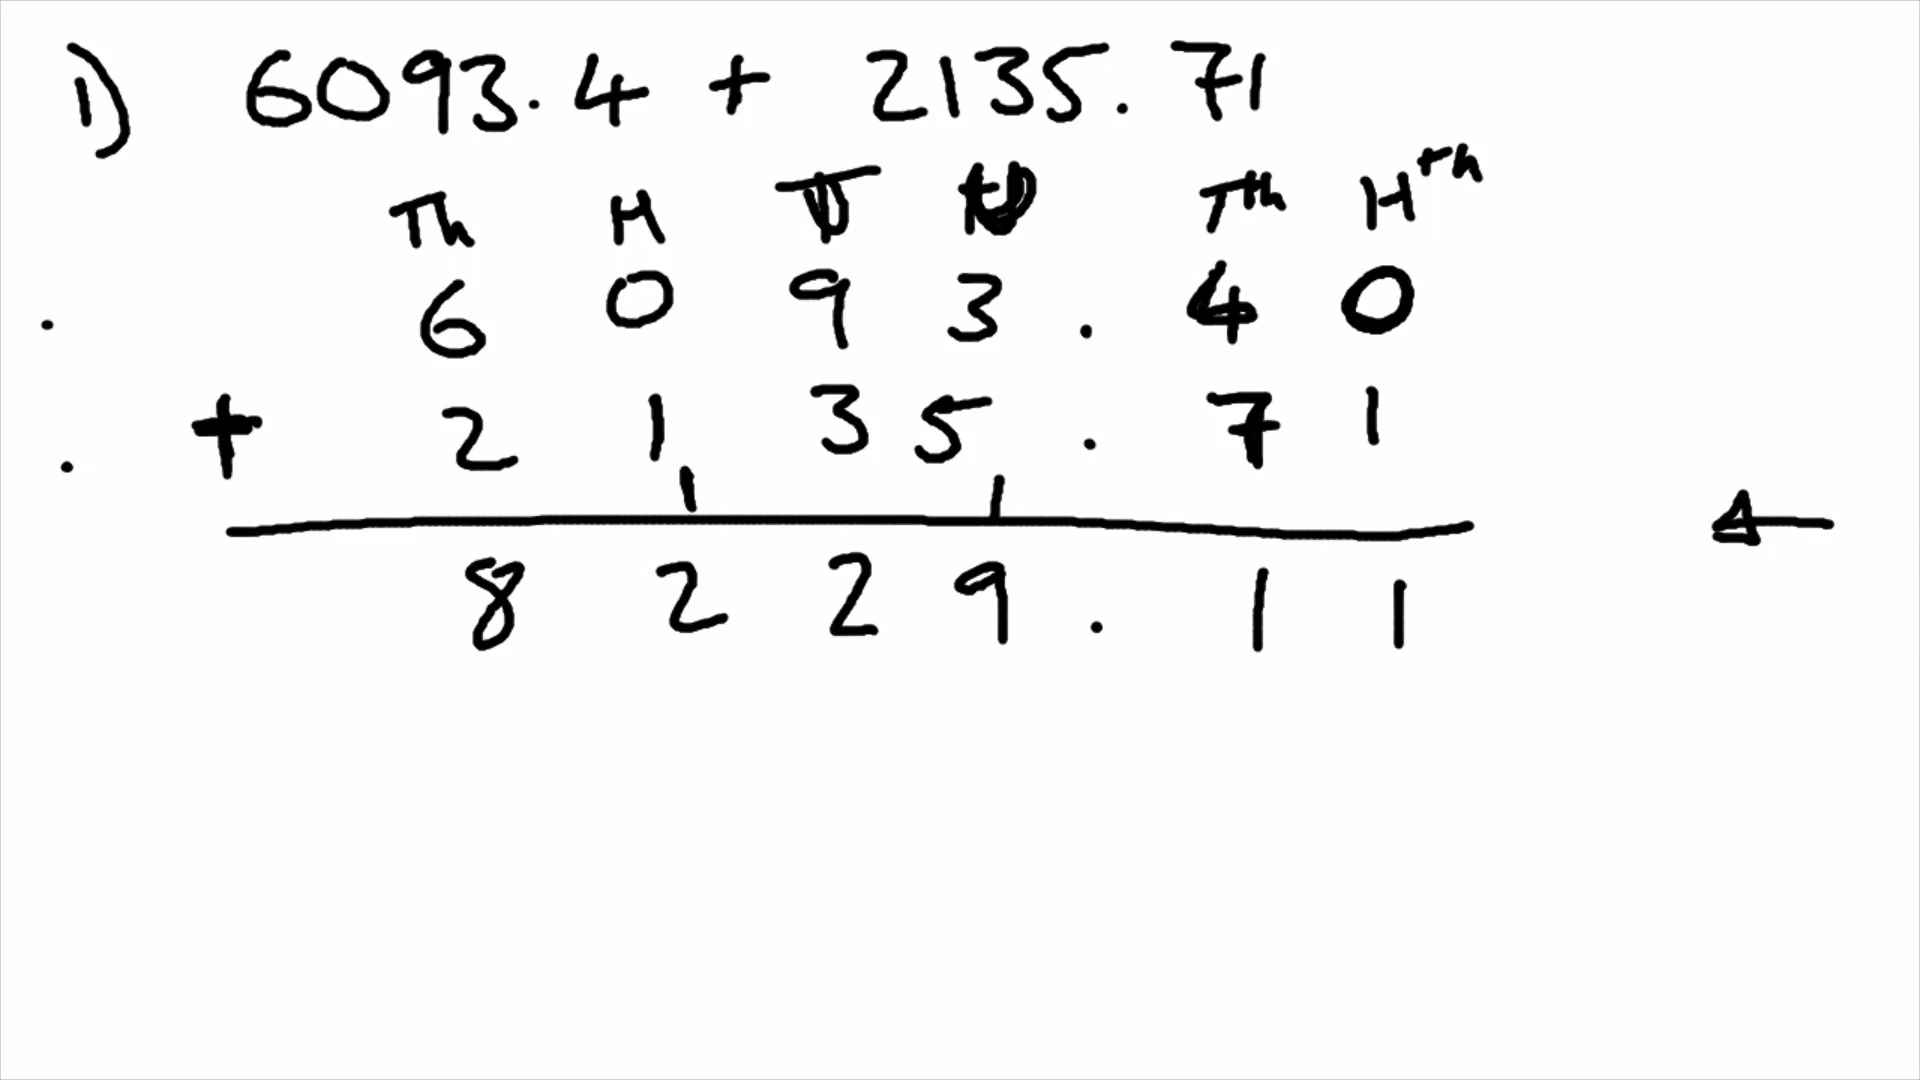 1) 6093.4 + 2135.71
Th H T U Tth Hth
6 0 9 3 . 4 0
+ 2 1 3 5 . 7 1
1 1
8 2 2 9 . 1 1